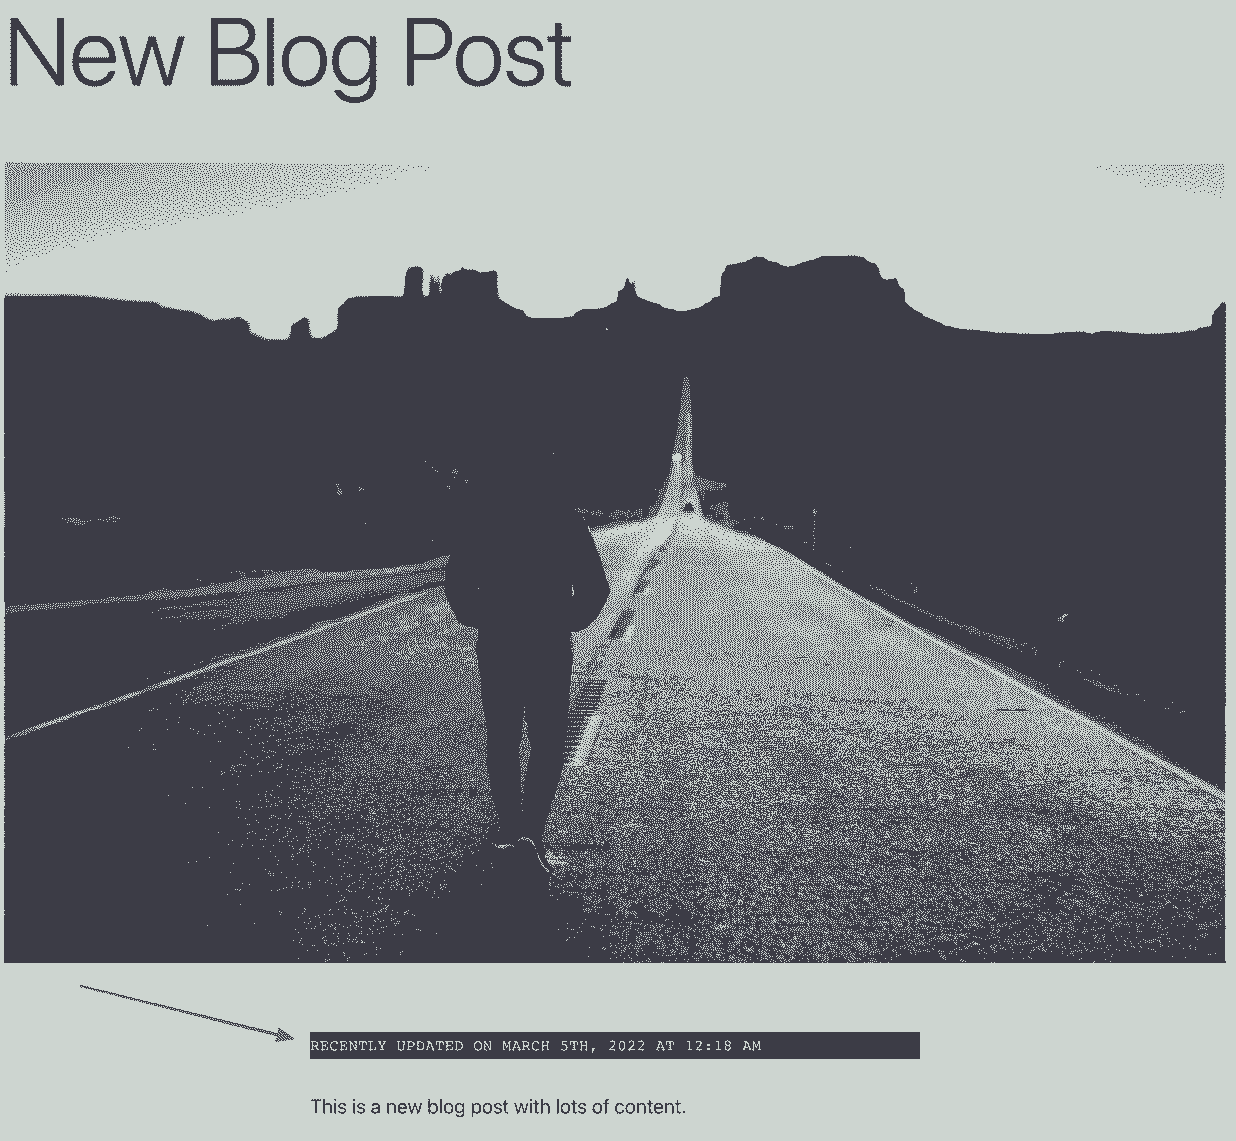 New Blog Post
RECENTLY UPDATED ON MARCH 5TH, 2022 AT 12:18 AM
This is a new blog post with lots of content.